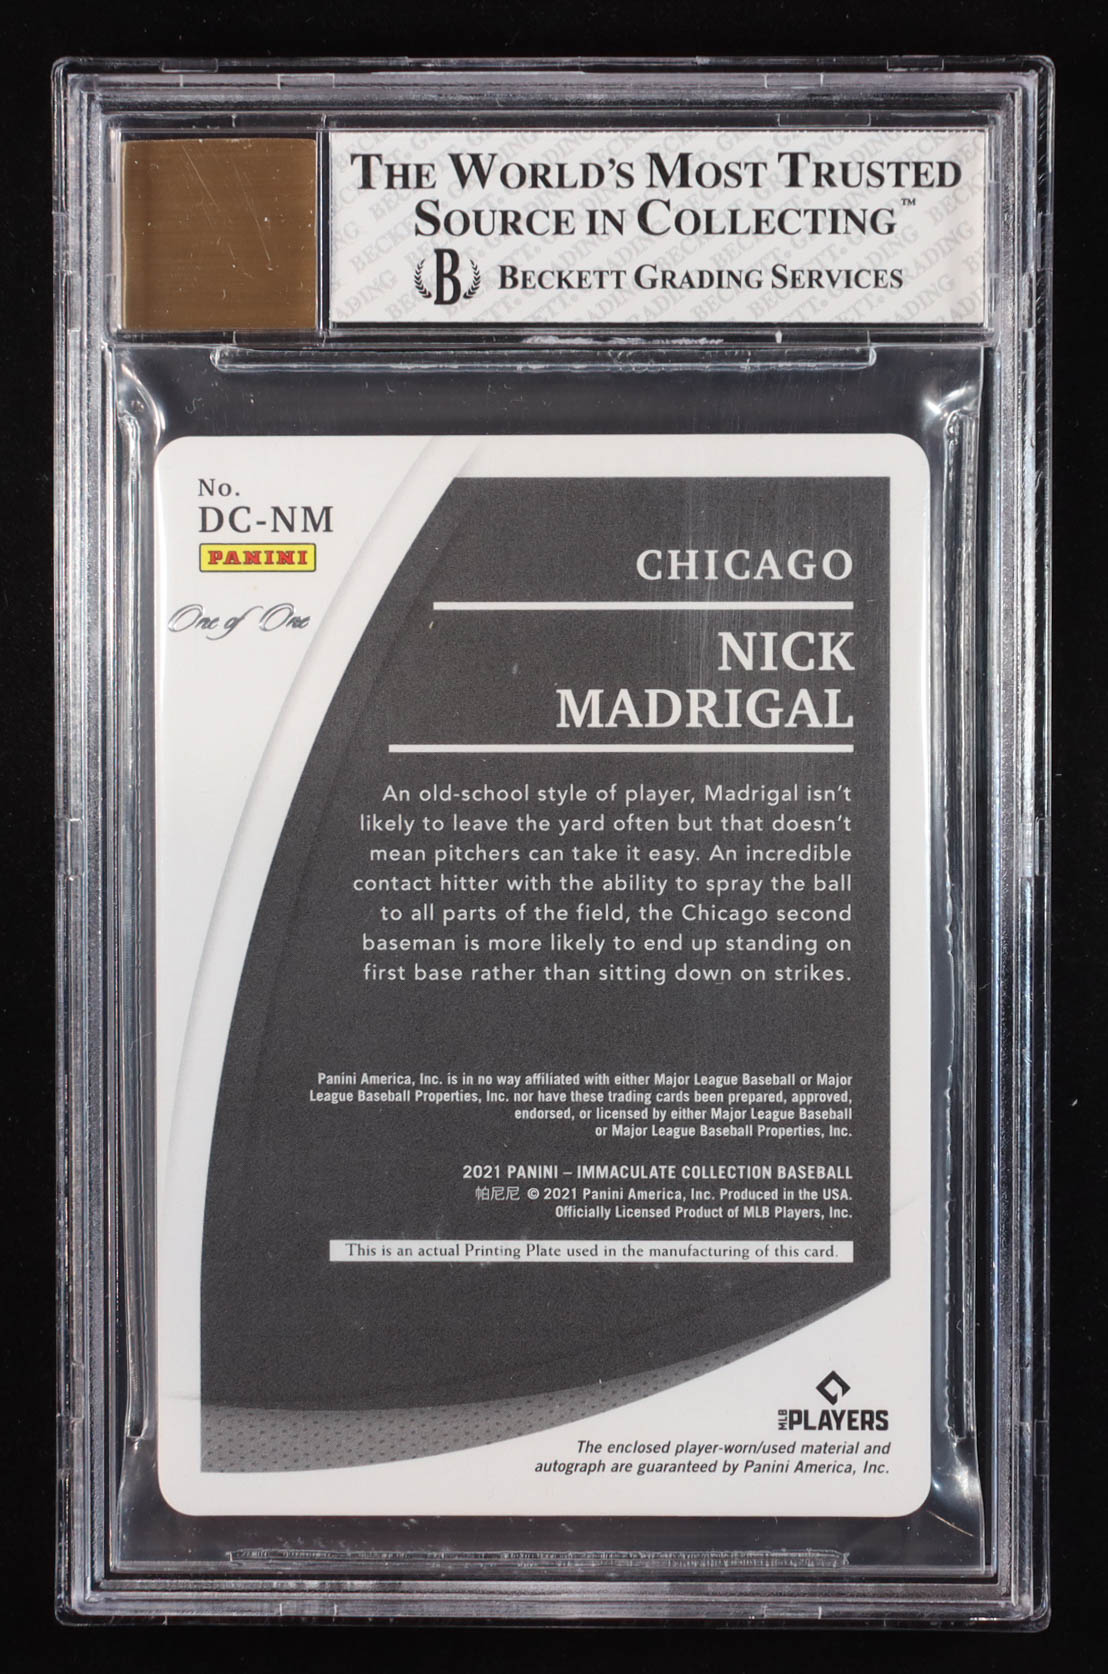 THE WORLD'S MOST TRUSTED
SOURCE IN COLLECTING™
B BECKETT GRADING SERVICES
No.
DC-NM
PANINI
One of One
CHICAGO
NICK
MADRIGAL
An old-school style of player, Madrigal isn't
likely to leave the yard often but that doesn't
mean pitchers can take it easy. An incredible
contact hitter with the ability to spray the ball
to all parts of the field, the Chicago second
baseman is more likely to end up standing on
first base rather than sitting down on strikes.
Panini America, Inc. is in no way affiliated with either Major League Baseball or Major
League Baseball Properties, Inc. nor have these trading cards been prepared, approved,
endorsed, or licensed by either Major League Baseball
or Major League Baseball Properties, Inc.
2021 PANINI – IMMACULATE COLLECTION BASEBALL
帕尼尼 © 2021 Panini America, Inc. Produced in the USA.
Officially Licensed Product of MLB Players, Inc.
This is an actual Printing Plate used in the manufacturing of this card.
MLB PLAYERS
The enclosed player-worn/used material and
autograph are guaranteed by Panini America, Inc.